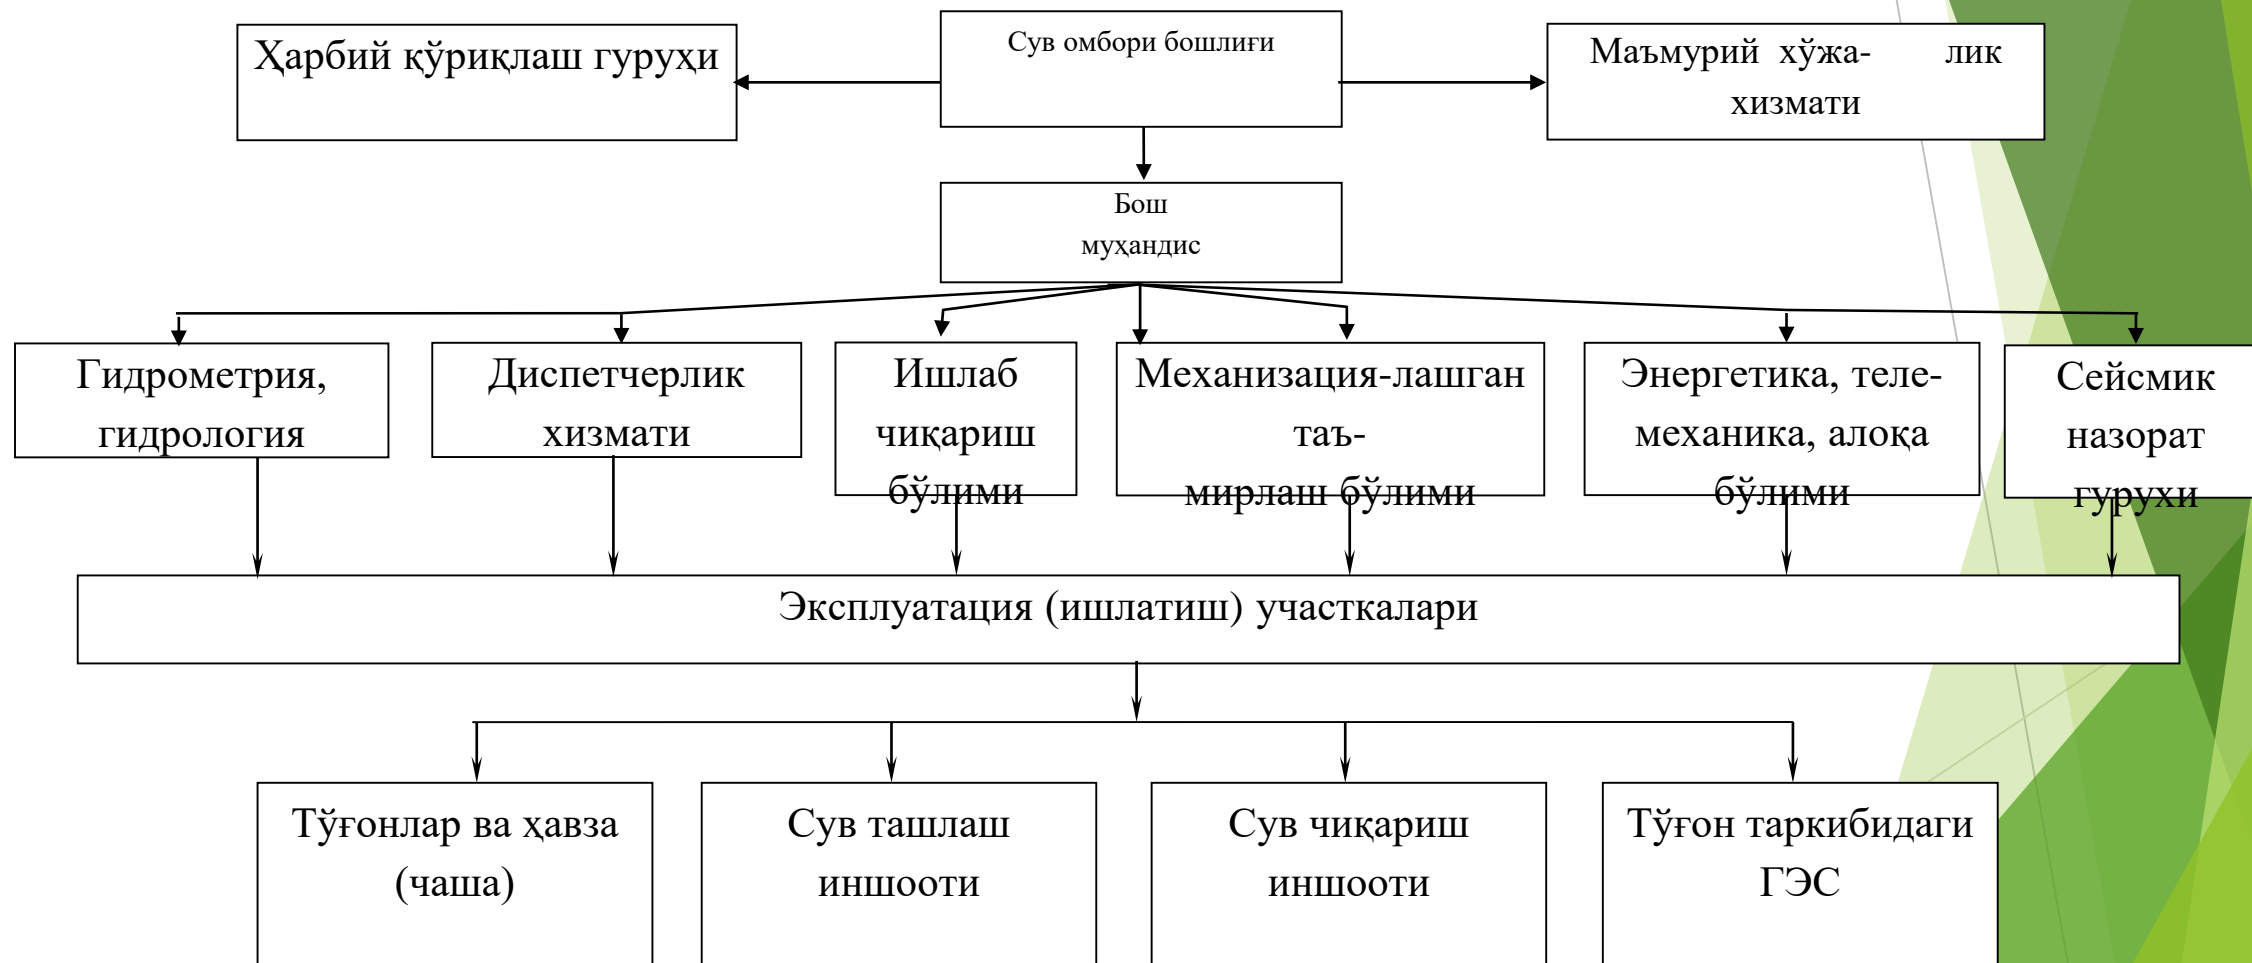 Ҳарбий қўриқлаш гуруҳи
Сув омбори бошлиғи
Маъмурий хўжа- лик
хизмати
Бош
муҳандис
Гидрометрия,
гидрология
Диспетчерлик
хизмати
Ишлаб
чиқариш
бўлими
Механизация-лашган
таъ-
мирлаш бўлими
Энергетика, теле-
механика, алоқа
бўлими
Сейсмик
назорат
гурухи
Эксплуатация (ишлатиш) участкалари
Тўғонлар ва ҳавза
(чаша)
Сув ташлаш
иншооти
Сув чиқариш
иншооти
Тўғон таркибидаги
ГЭС